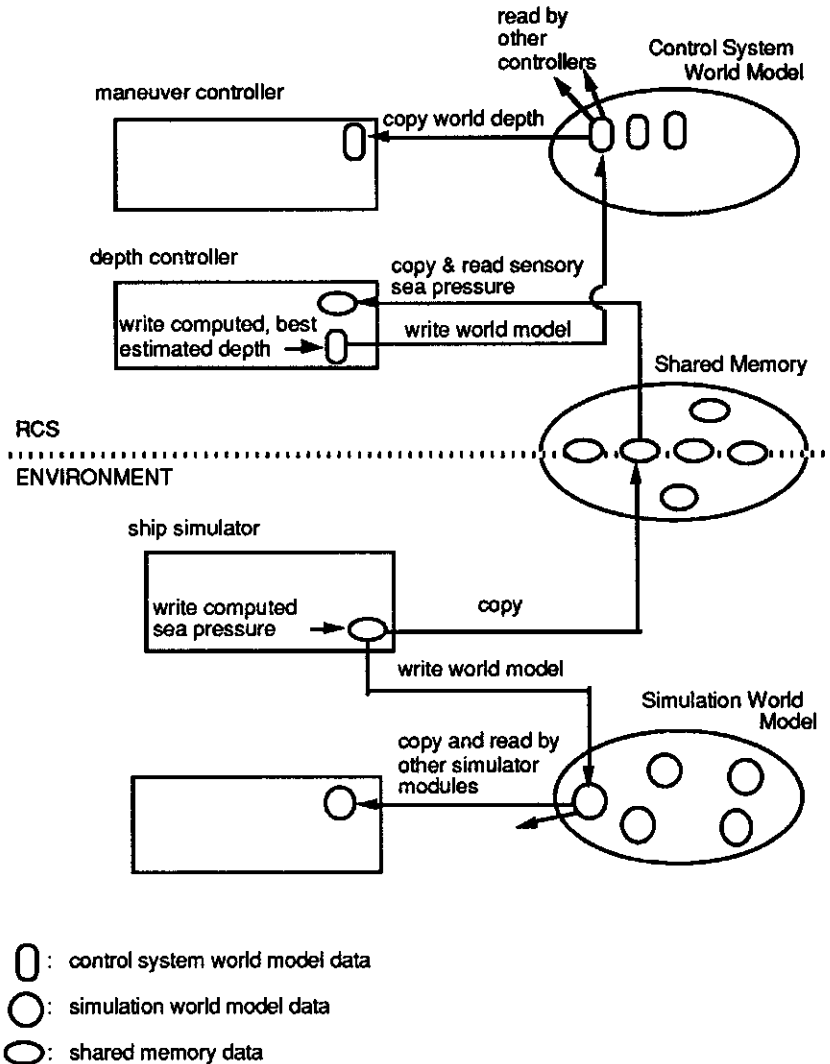 read by
other
controllers
Control System
World Model
maneuver controller
copy world depth
depth controller
copy & read sensory
sea pressure
write computed, best
estimated depth
write world model
Shared Memory
RCS
ENVIRONMENT
ship simulator
write computed
sea pressure
copy
write world model
Simulation World
Model
copy and read by
other simulator
modules
: control system world model data
: simulation world model data
: shared memory data